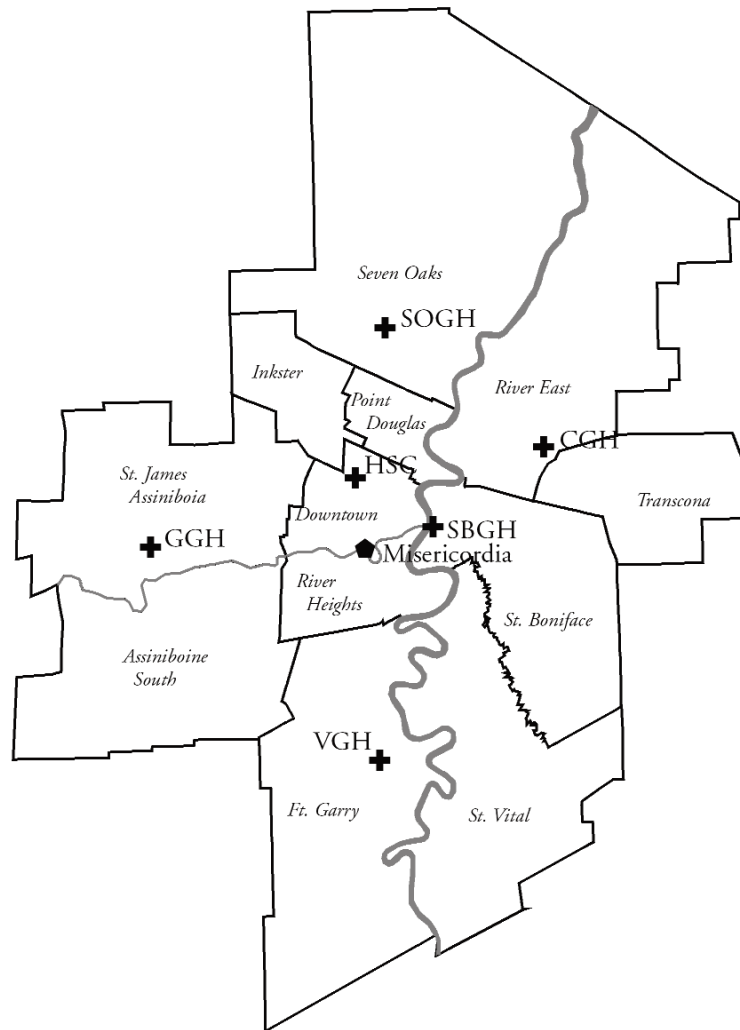 Seven Oaks
SOGH
Inkster
River East
Point
Douglas
CGH
HSC
St. James
Assiniboia
Transcona
Downtown
SBGH
GGH
Misericordia
River
Heights
St. Boniface
Assiniboine
South
VGH
Ft. Garry
St. Vital